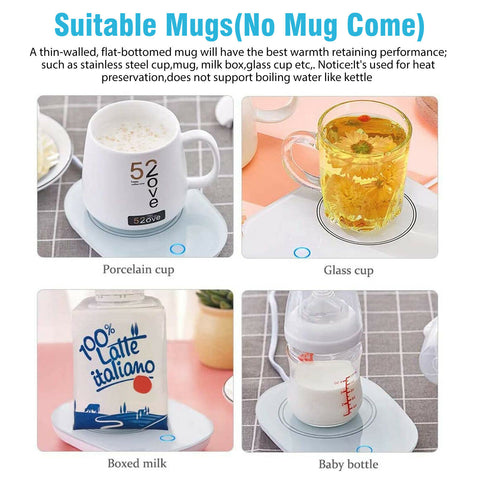 Suitable Mugs(No Mug Come)
A thin-walled, flat-bottomed mug will have the best warmth retaining performance;
such as stainless steel cup,mug, milk box,glass cup etc,. Notice:It's used for heat
preservation,does not support boiling water like kettle
52
ove
52ove
Porcelain cup
Glass cup
100%
Latte
italiano
Boxed milk
Baby bottle